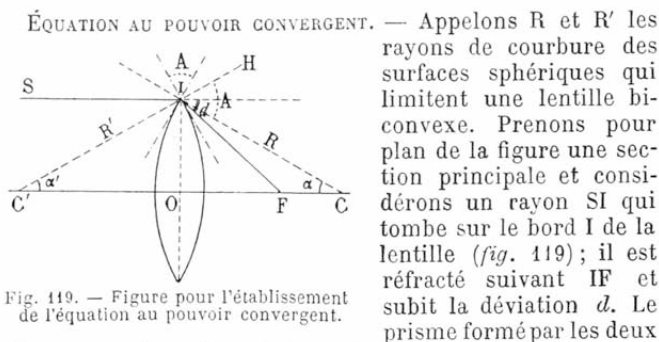 ÉQUATION AU POUVOIR CONVERGENT. — Appelons R et R′ les
rayons de courbure des
surfaces sphériques qui
limitent une lentille bi-
convexe. Prenons pour
plan de la figure une sec-
tion principale et consi-
dérons un rayon SI qui
tombe sur le bord I de la
lentille (fig. 119) ; il est
réfracté suivant IF et
subit la déviation d. Le
prisme formé par les deux
A
H
S
I
d
A
R′
R
α′
α
C′
O
F
C
Fig. 119. — Figure pour l'établissement
de l'équation au pouvoir convergent.